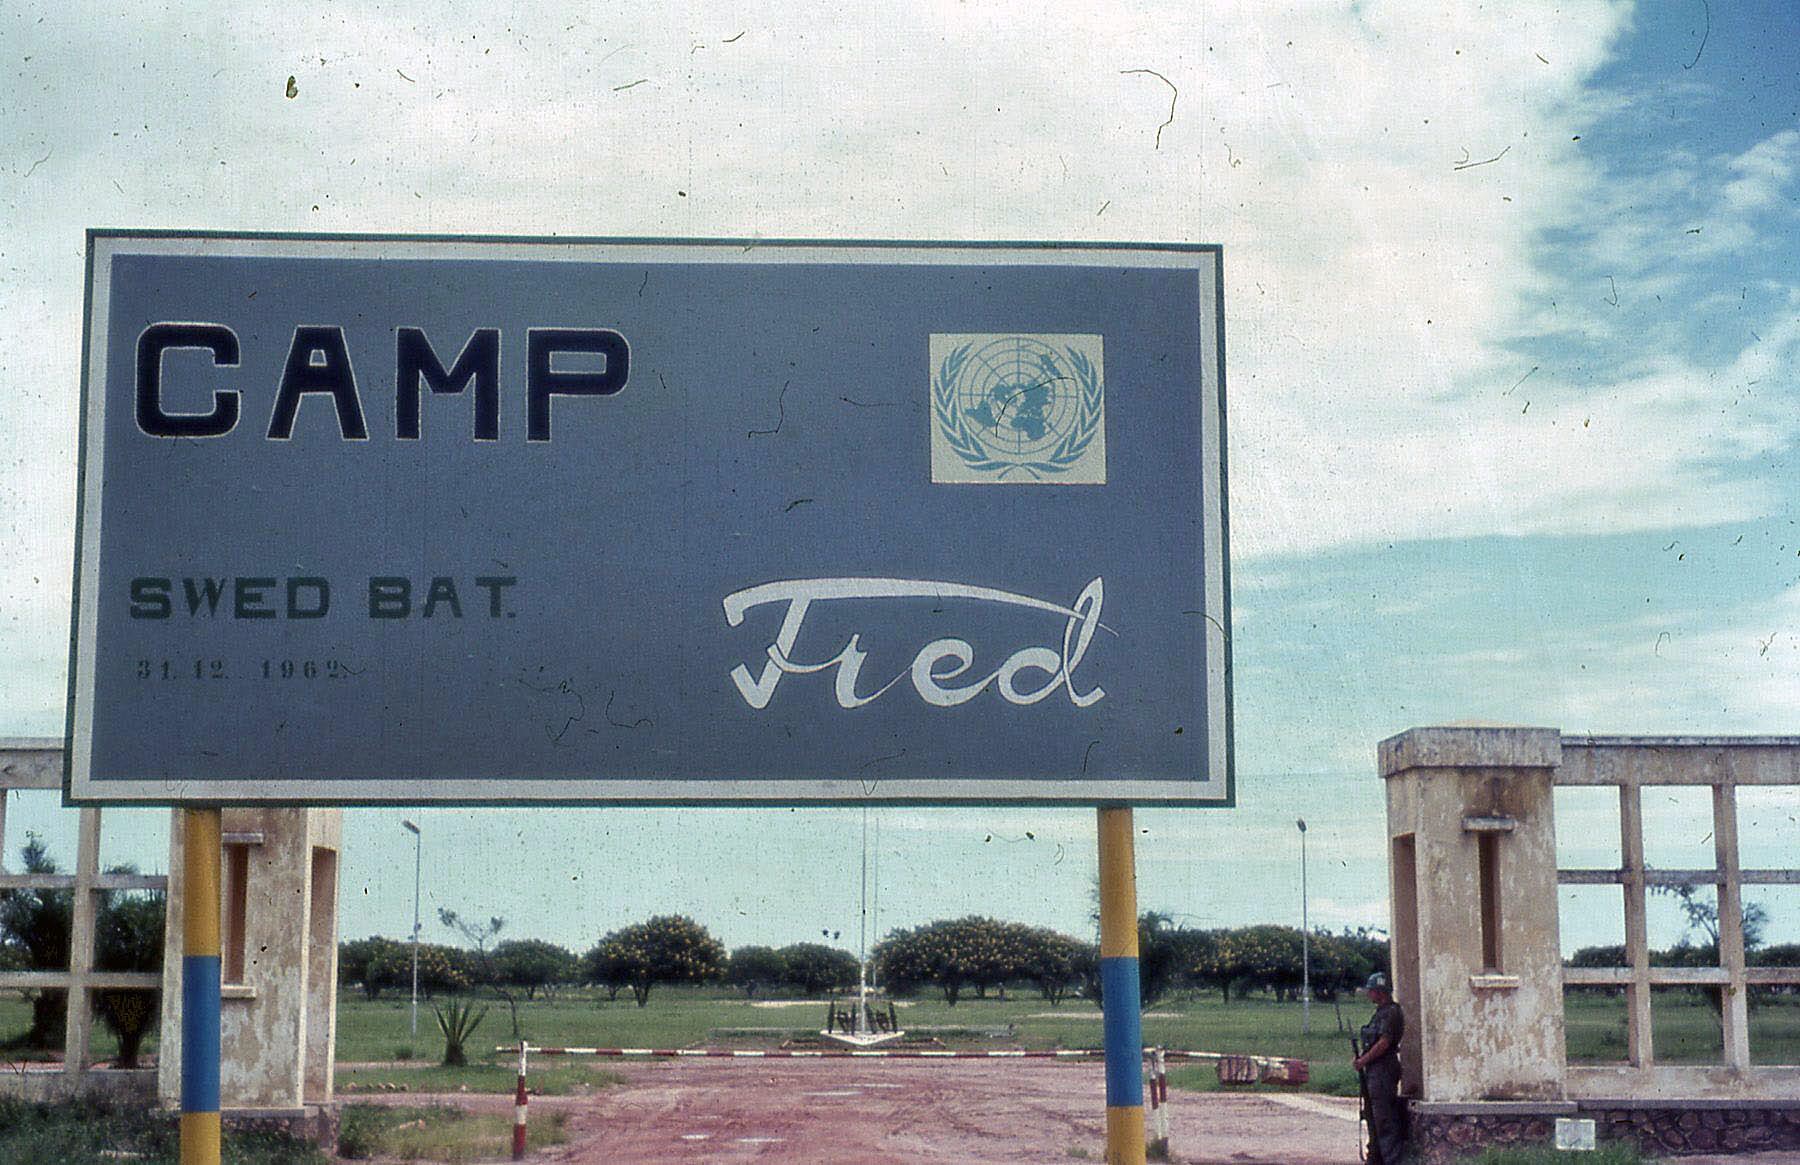 CAMP
SWED BAT.
31. 12. 1962.
Fred